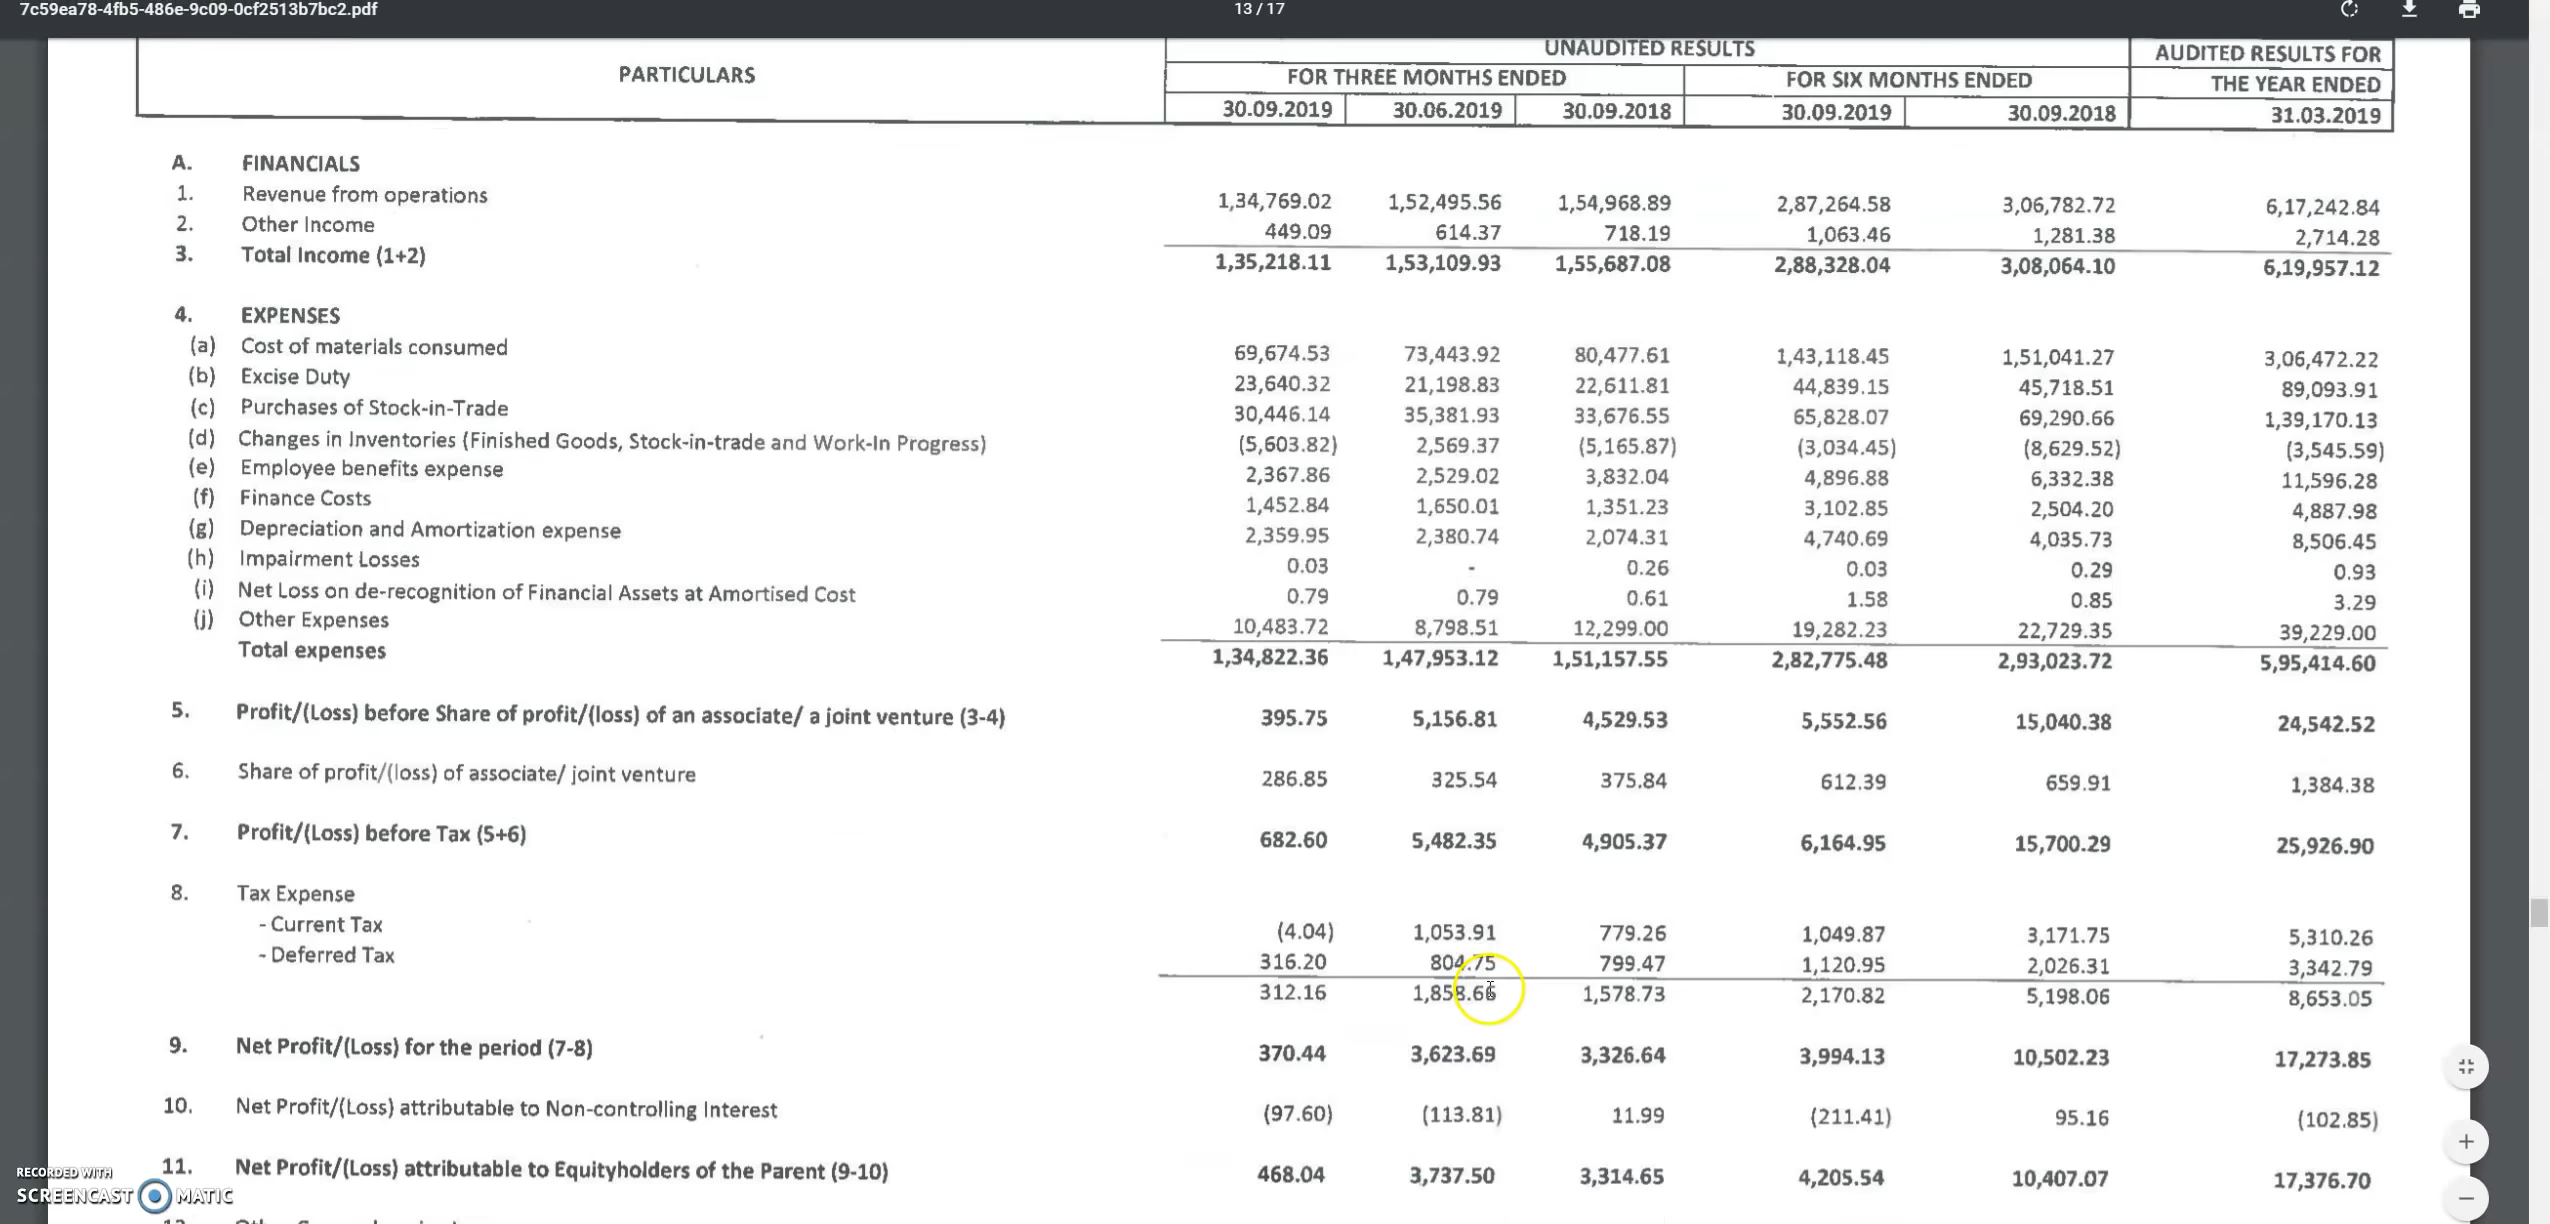 7c59ea78-4fb5-486e-9c09-0cf2513b7bc2.pdf 13 / 17
PARTICULARS UNAUDITED RESULTS AUDITED RESULTS FOR THE YEAR ENDED
FOR THREE MONTHS ENDED FOR SIX MONTHS ENDED
30.09.2019 30.06.2019 30.09.2018 30.09.2019 30.09.2018 31.03.2019
A. FINANCIALS
1. Revenue from operations 1,34,769.02 1,52,495.56 1,54,968.89 2,87,264.58 3,06,782.72 6,17,242.84
2. Other Income 449.09 614.37 718.19 1,063.46 1,281.38 2,714.28
3. Total Income (1+2) 1,35,218.11 1,53,109.93 1,55,687.08 2,88,328.04 3,08,064.10 6,19,957.12
4. EXPENSES
(a) Cost of materials consumed 69,674.53 73,443.92 80,477.61 1,43,118.45 1,51,041.27 3,06,472.22
(b) Excise Duty 23,640.32 21,198.83 22,611.81 44,839.15 45,718.51 89,093.91
(c) Purchases of Stock-in-Trade 30,446.14 35,381.93 33,676.55 65,828.07 69,290.66 1,39,170.13
(d) Changes in Inventories (Finished Goods, Stock-in-trade and Work-In Progress) (5,603.82) 2,569.37 (5,165.87) (3,034.45) (8,629.52) (3,545.59)
(e) Employee benefits expense 2,367.86 2,529.02 3,832.04 4,896.88 6,332.38 11,596.28
(f) Finance Costs 1,452.84 1,650.01 1,351.23 3,102.85 2,504.20 4,887.98
(g) Depreciation and Amortization expense 2,359.95 2,380.74 2,074.31 4,740.69 4,035.73 8,506.45
(h) Impairment Losses 0.03 - 0.26 0.03 0.29 0.93
(i) Net Loss on de-recognition of Financial Assets at Amortised Cost 0.79 0.79 0.61 1.58 0.85 3.29
(j) Other Expenses 10,483.72 8,798.51 12,299.00 19,282.23 22,729.35 39,229.00
Total expenses 1,34,822.36 1,47,953.12 1,51,157.55 2,82,775.48 2,93,023.72 5,95,414.60
5. Profit/(Loss) before Share of profit/(loss) of an associate/ a joint venture (3-4) 395.75 5,156.81 4,529.53 5,552.56 15,040.38 24,542.52
6. Share of profit/(loss) of associate/ joint venture 286.85 325.54 375.84 612.39 659.91 1,384.38
7. Profit/(Loss) before Tax (5+6) 682.60 5,482.35 4,905.37 6,164.95 15,700.29 25,926.90
8. Tax Expense
- Current Tax (4.04) 1,053.91 779.26 1,049.87 3,171.75 5,310.26
- Deferred Tax 316.20 804.75 799.47 1,120.95 2,026.31 3,342.79
312.16 1,858.66 1,578.73 2,170.82 5,198.06 8,653.05
9. Net Profit/(Loss) for the period (7-8) 370.44 3,623.69 3,326.64 3,994.13 10,502.23 17,273.85
10. Net Profit/(Loss) attributable to Non-controlling Interest (97.60) (113.81) 11.99 (211.41) 95.16 (102.85)
11. Net Profit/(Loss) attributable to Equityholders of the Parent (9-10) 468.04 3,737.50 3,314.65 4,205.54 10,407.07 17,376.70
RECORDED WITH
SCREENCAST MATIC